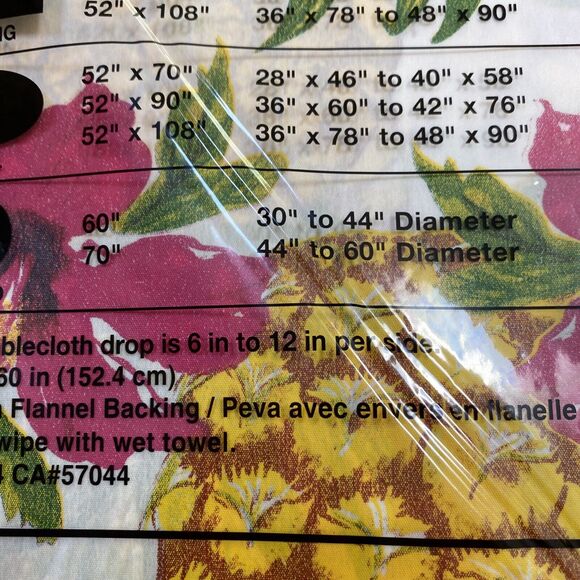 52" x 108" 36" x 78" to 48" x 90"
NG
52" x 70" 28" x 46" to 40" x 58"
52" x 90" 36" x 60" to 42" x 76"
52" x 108" 36" x 78" to 48" x 90"
60" 30" to 44" Diameter
70" 44" to 60" Diameter
blecloth drop is 6 in to 12 in per side.
60 in (152.4 cm)
Flannel Backing / Peva avec envers en flanelle
wipe with wet towel.
4 CA#57044